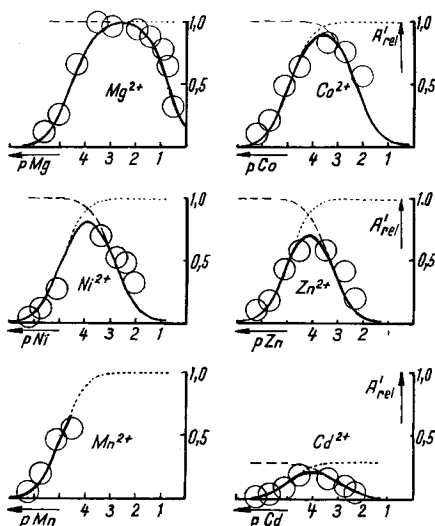 1,0
0,5
Mg²⁺
pMg 4 3 2 1
1,0
A'rel
0,5
Co²⁺
pCo 4 3 2 1
1,0
0,5
Ni²⁺
pNi 4 3 2 1
1,0
A'rel
0,5
Zn²⁺
pZn 4 3 2 1
1,0
0,5
Mn²⁺
pMn 4 3 2 1
1,0
A'rel
0,5
Cd²⁺
pCd 4 3 2 1